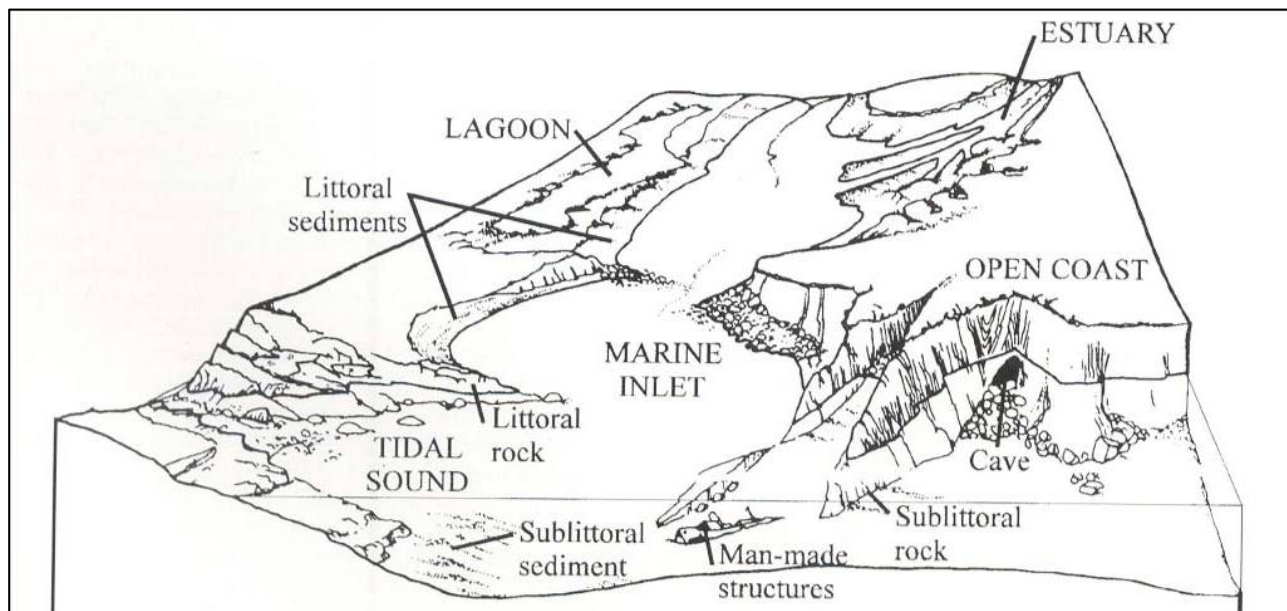 ESTUARY
LAGOON
Littoral
sediments
OPEN COAST
MARINE
INLET
Littoral
rock
TIDAL
SOUND
Cave
Sublittoral
rock
Sublittoral
sediment
Man-made
structures